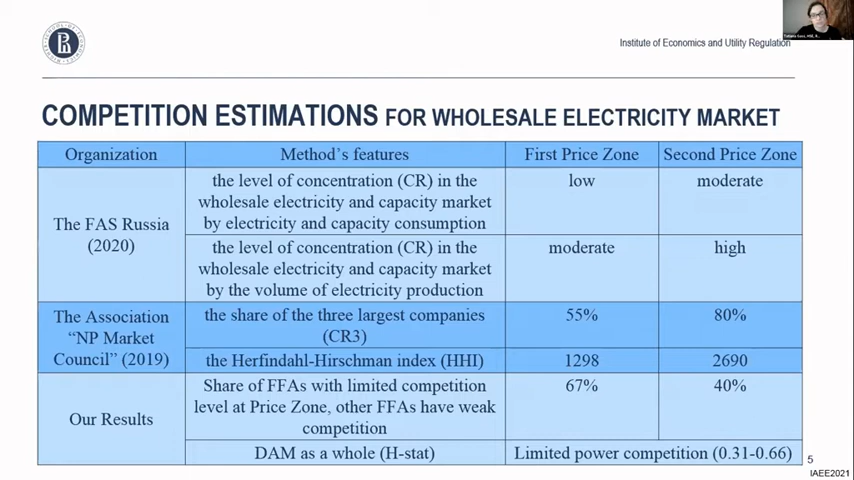 Institute of Economics and Utility Regulation
COMPETITION ESTIMATIONS FOR WHOLESALE ELECTRICITY MARKET
Organization Method's features First Price Zone Second Price Zone
The FAS Russia
(2020)
the level of concentration (CR) in the
wholesale electricity and capacity market
by electricity and capacity consumption
low moderate
the level of concentration (CR) in the
wholesale electricity and capacity market
by the volume of electricity production
moderate high
The Association
“NP Market
Council” (2019)
the share of the three largest companies
(CR3)
55% 80%
the Herfindahl-Hirschman index (HHI) 1298 2690
Our Results
Share of FFAs with limited competition
level at Price Zone, other FFAs have weak
competition
67% 40%
DAM as a whole (H-stat) Limited power competition (0.31-0.66)
5
IAEE2021